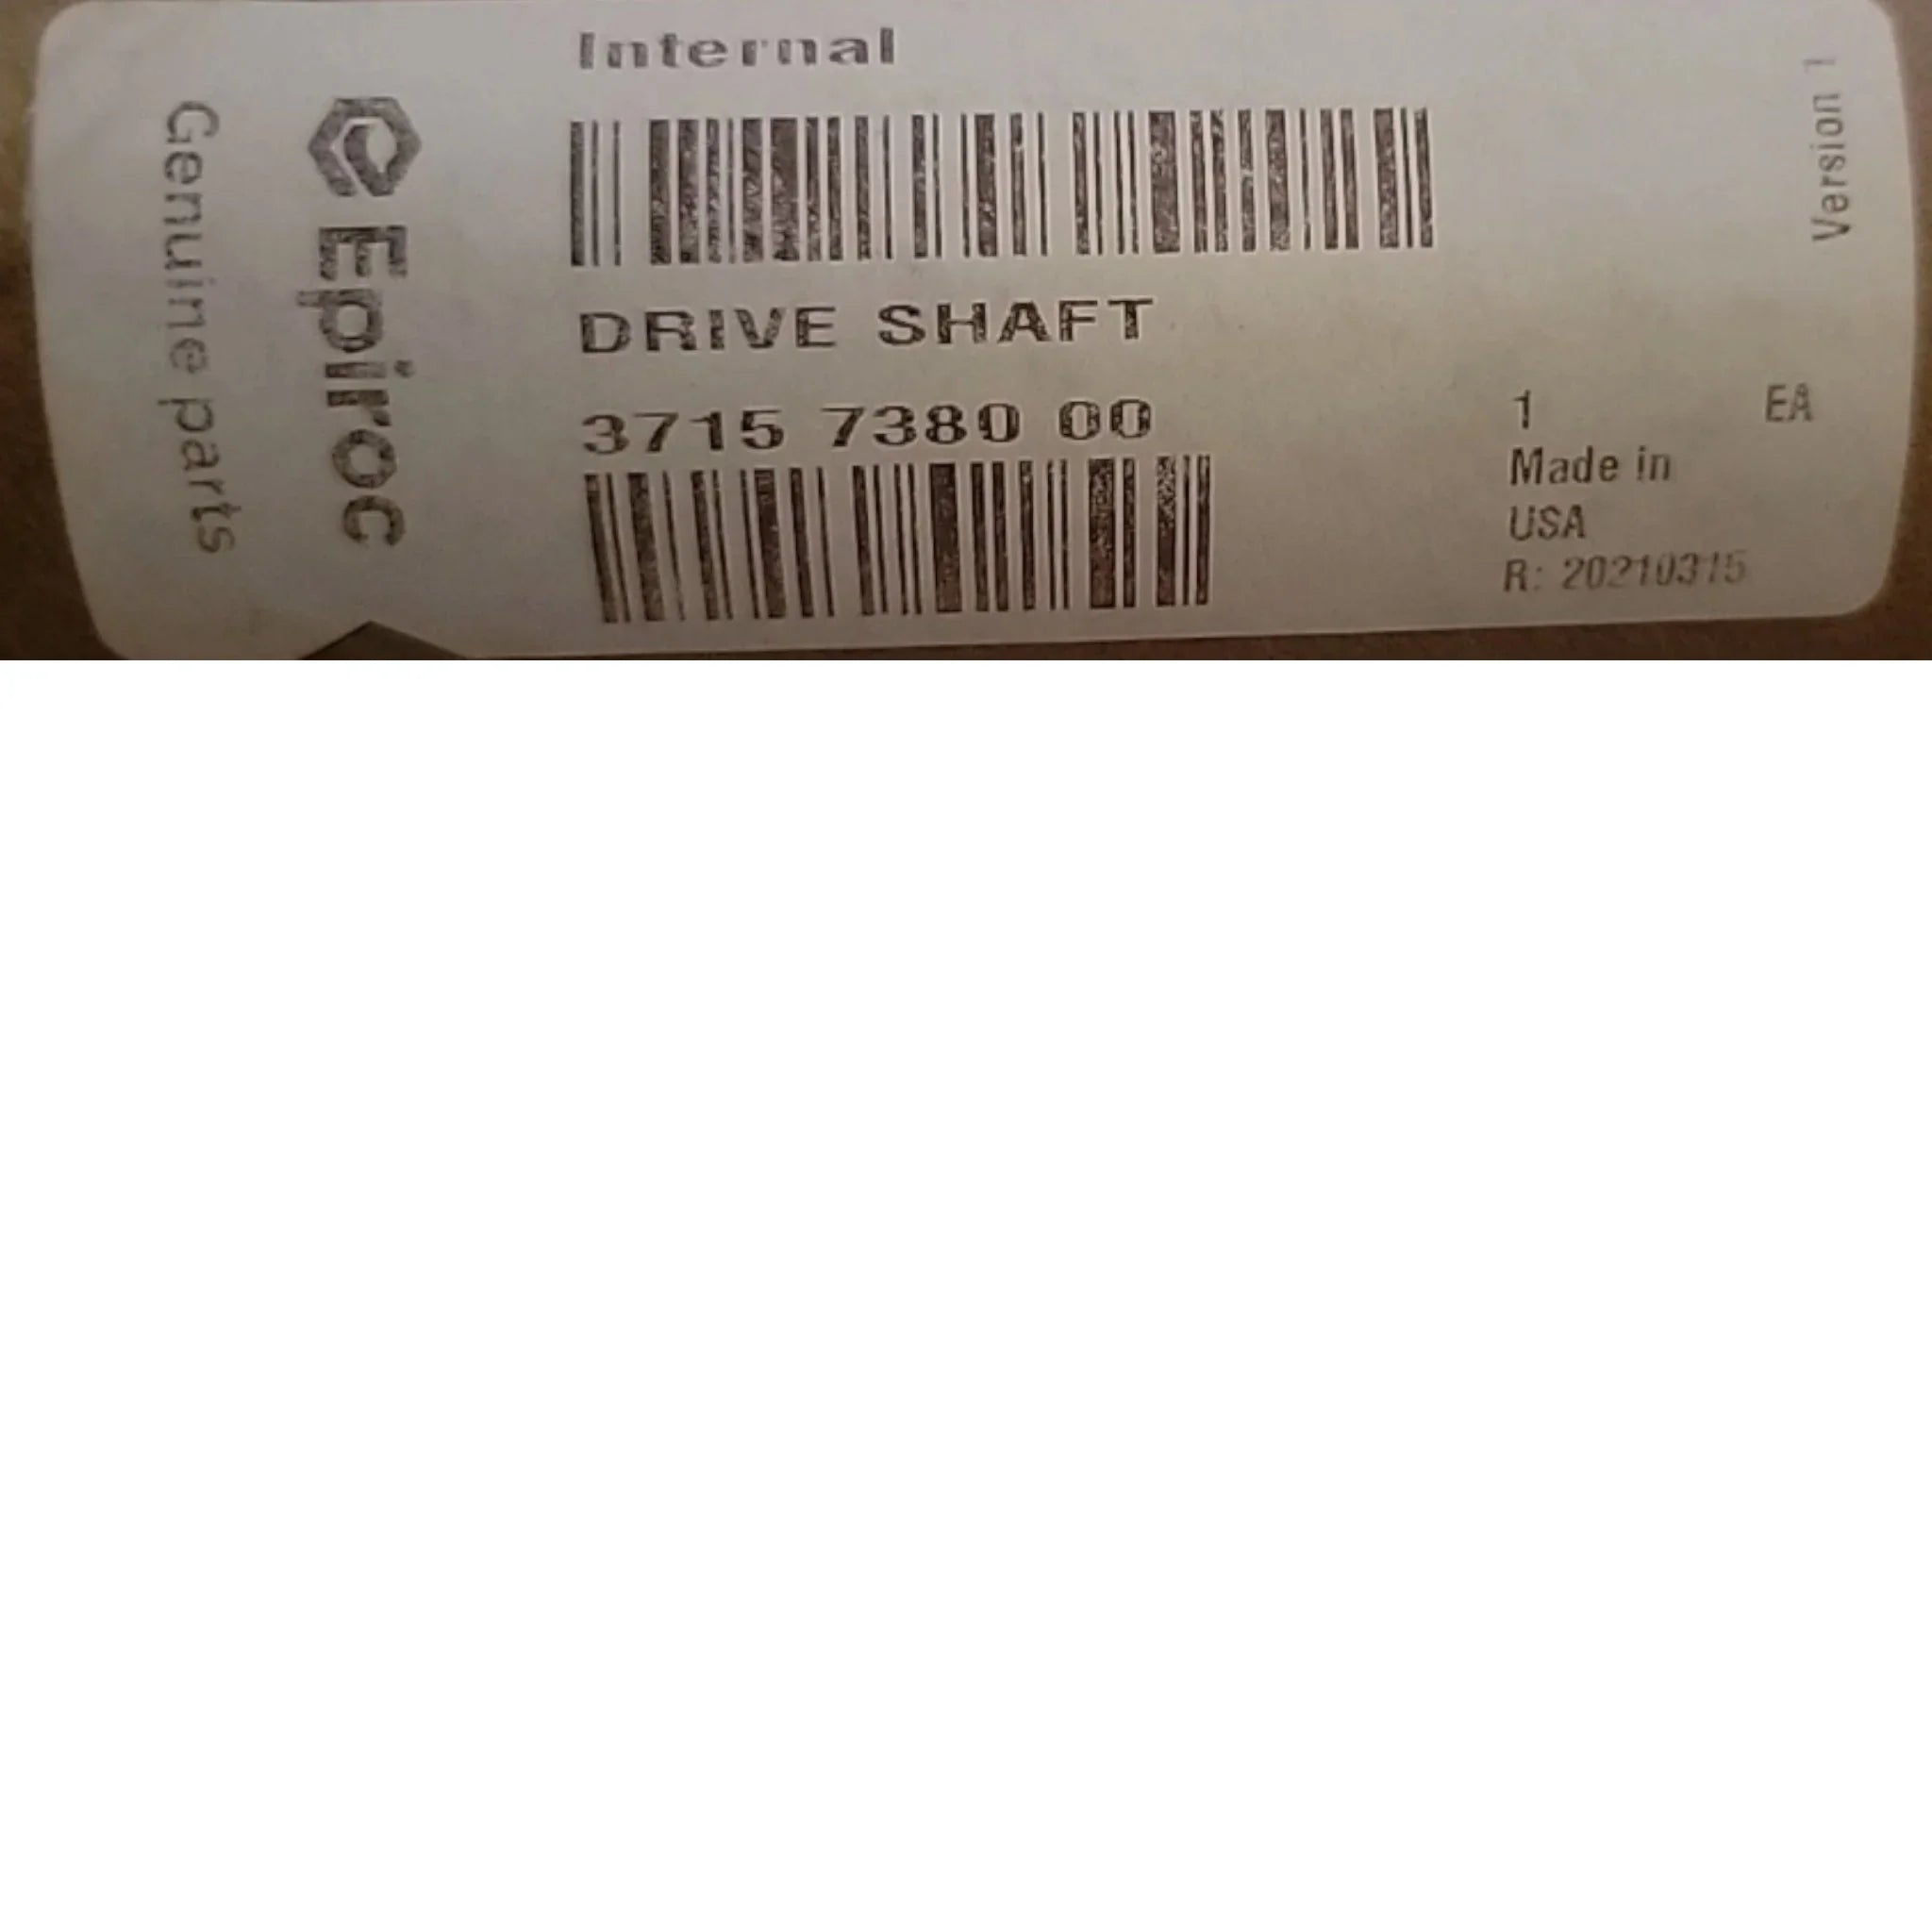 Internal
DRIVE SHAFT
3715 7380 00
1 EA
Made in
USA
R: 20210315
Version 1
Epiroc
Genuine parts